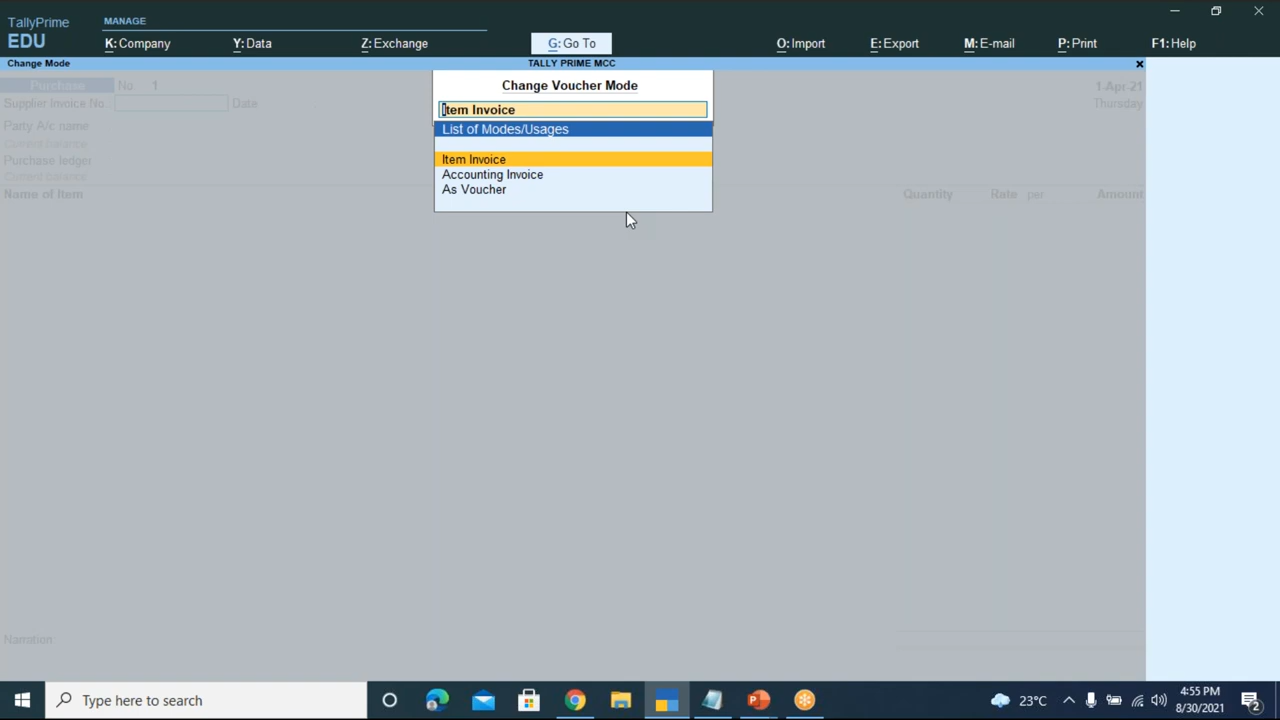 TallyPrime
EDU
MANAGE
K: Company
Y: Data
Z: Exchange
G: Go To
O: Import
E: Export
M: E-mail
P: Print
F1: Help
Change Mode
TALLY PRIME MCC
x
Purchase
No. 1
1-Apr-21
Supplier Invoice No.
Date
Thursday
Party A/c name
Current balance
Purchase ledger
Current balance
Name of Item
Quantity
Rate
per
Amount
Change Voucher Mode
Item Invoice
List of Modes/Usages
Item Invoice
Accounting Invoice
As Voucher
Narration
Type here to search
23°C
4:55 PM
8/30/2021
2